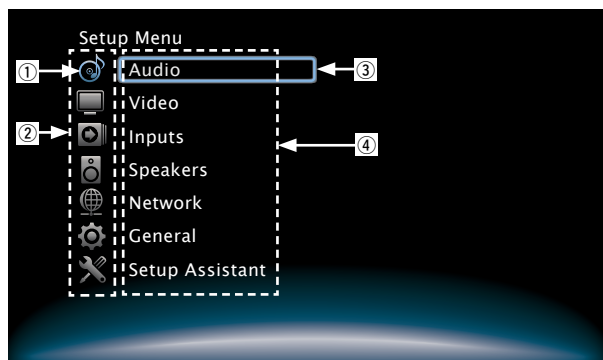 Setup Menu
① Audio ③
Video
② Inputs ④
Speakers
Network
General
Setup Assistant